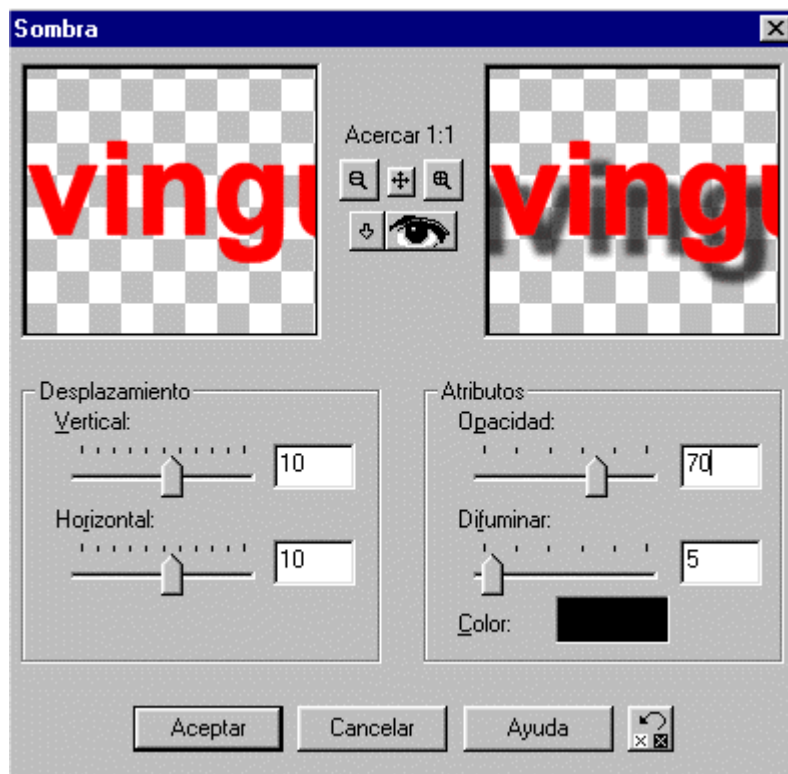 Sombra
vingu
Acercar 1:1
vingu
ving
Desplazamiento
Vertical:
10
Horizontal:
10
Atributos
Opacidad:
70
Difuminar:
5
Color:
Aceptar
Cancelar
Ayuda